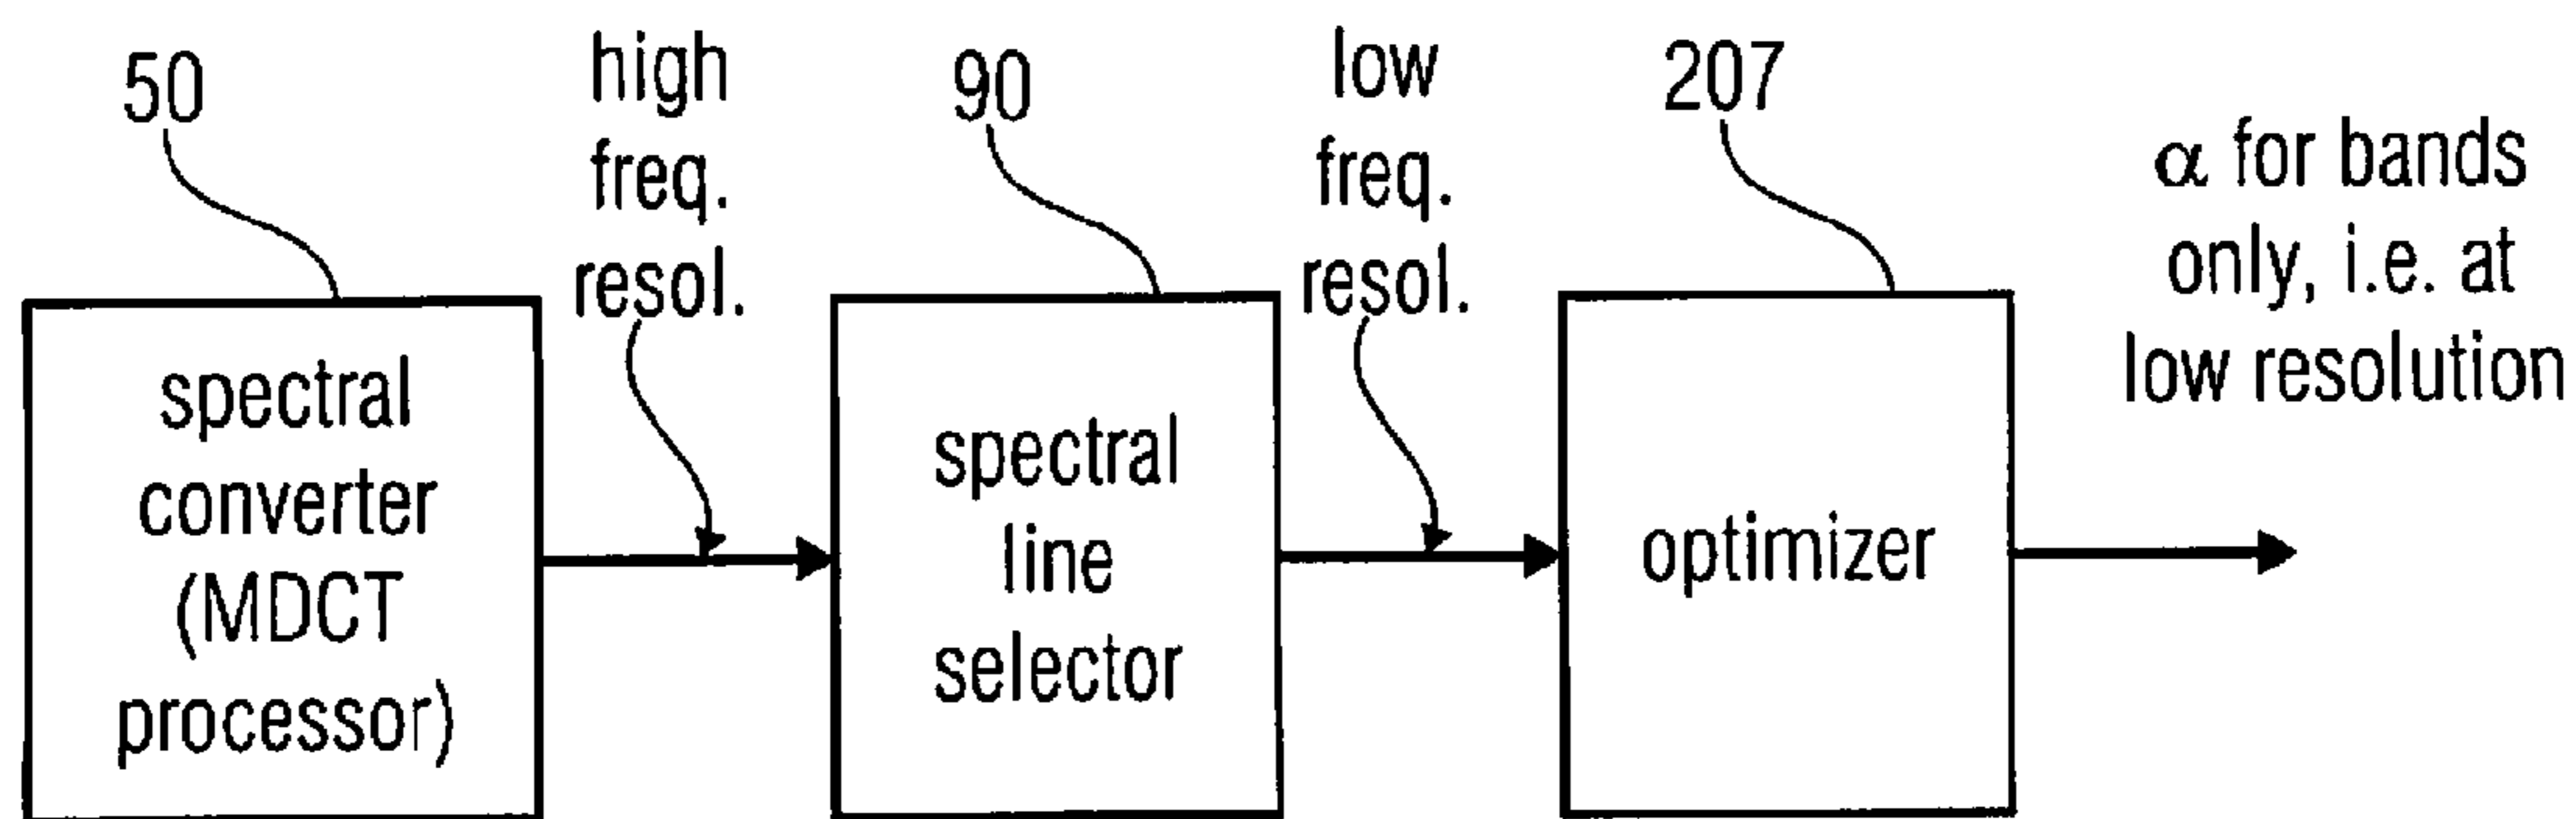 50
high
freq.
resol.
90
low
freq.
resol.
207
α for bands
only, i.e. at
low resolution
spectral
converter
(MDCT
processor)
spectral
line
selector
optimizer